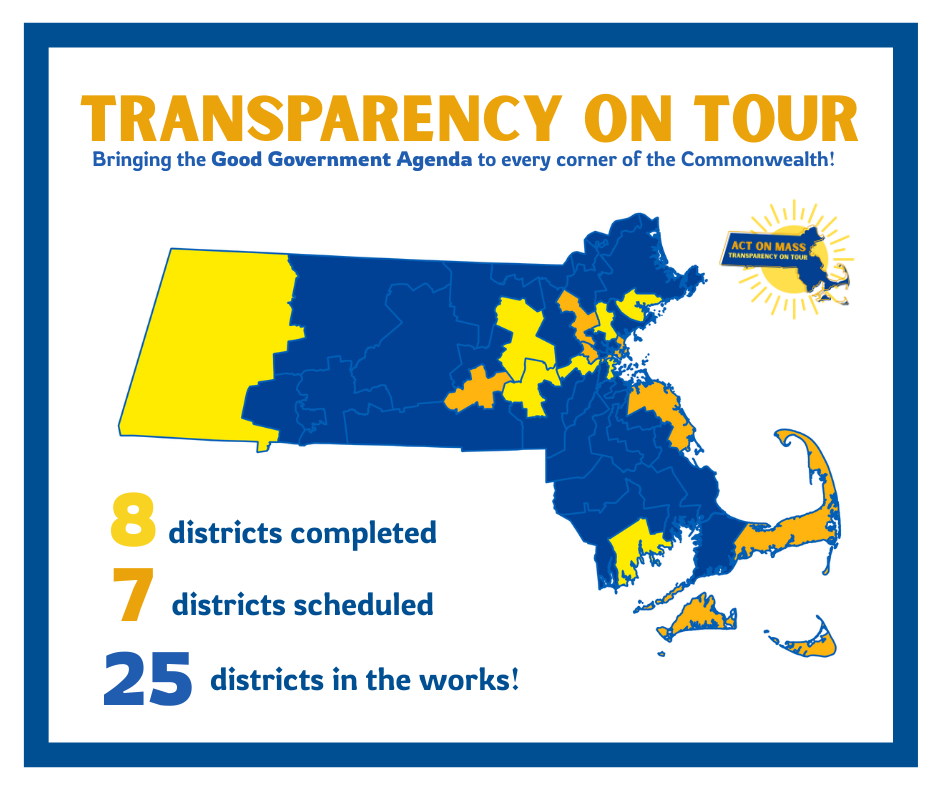 TRANSPARENCY ON TOUR
Bringing the Good Government Agenda to every corner of the Commonwealth!
ACT ON MASS
TRANSPARENCY ON TOUR
8 districts completed
7 districts scheduled
25 districts in the works!